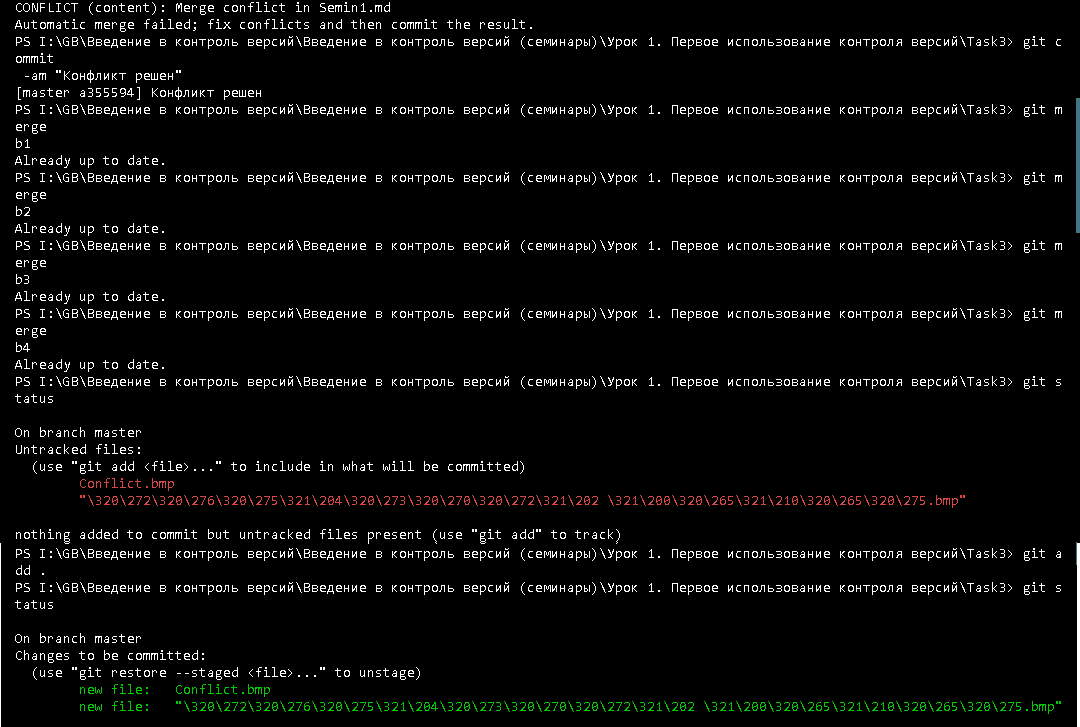 CONFLICT (content): Merge conflict in Semin1.md
Automatic merge failed; fix conflicts and then commit the result.
PS I:\GB\Введение в контроль версий\Введение в контроль версий (семинары)\Урок 1. Первое использование контроля версий\Task3> git c
ommit
 -am "Конфликт решен"
[master a355594] Конфликт решен
PS I:\GB\Введение в контроль версий\Введение в контроль версий (семинары)\Урок 1. Первое использование контроля версий\Task3> git m
erge
b1
Already up to date.
PS I:\GB\Введение в контроль версий\Введение в контроль версий (семинары)\Урок 1. Первое использование контроля версий\Task3> git m
erge
b2
Already up to date.
PS I:\GB\Введение в контроль версий\Введение в контроль версий (семинары)\Урок 1. Первое использование контроля версий\Task3> git m
erge
b3
Already up to date.
PS I:\GB\Введение в контроль версий\Введение в контроль версий (семинары)\Урок 1. Первое использование контроля версий\Task3> git m
erge
b4
Already up to date.
PS I:\GB\Введение в контроль версий\Введение в контроль версий (семинары)\Урок 1. Первое использование контроля версий\Task3> git s
tatus
On branch master
Untracked files:
  (use "git add <file>..." to include in what will be committed)
        Conflict.bmp
        "\320\272\320\276\320\275\321\204\320\273\320\270\320\272\321\202 \321\200\320\265\321\210\320\265\320\275.bmp"
nothing added to commit but untracked files present (use "git add" to track)
PS I:\GB\Введение в контроль версий\Введение в контроль версий (семинары)\Урок 1. Первое использование контроля версий\Task3> git a
dd .
PS I:\GB\Введение в контроль версий\Введение в контроль версий (семинары)\Урок 1. Первое использование контроля версий\Task3> git s
tatus
On branch master
Changes to be committed:
  (use "git restore --staged <file>..." to unstage)
        new file:   Conflict.bmp
        new file:   "\320\272\320\276\320\275\321\204\320\273\320\270\320\272\321\202 \321\200\320\265\321\210\320\265\320\275.bmp"